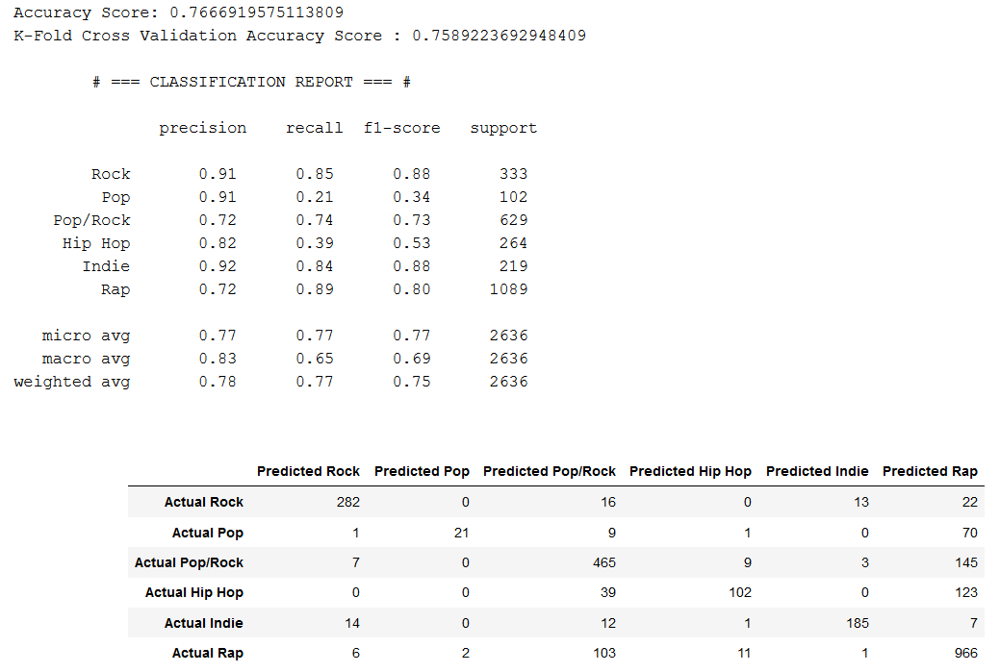 Accuracy Score: 0.7666919575113809
K-Fold Cross Validation Accuracy Score : 0.7589223692948409
# === CLASSIFICATION REPORT === #
precision recall f1-score support
Rock 0.91 0.85 0.88 333
Pop 0.91 0.21 0.34 102
Pop/Rock 0.72 0.74 0.73 629
Hip Hop 0.82 0.39 0.53 264
Indie 0.92 0.84 0.88 219
Rap 0.72 0.89 0.80 1089
micro avg 0.77 0.77 0.77 2636
macro avg 0.83 0.65 0.69 2636
weighted avg 0.78 0.77 0.75 2636
Predicted Rock Predicted Pop Predicted Pop/Rock Predicted Hip Hop Predicted Indie Predicted Rap
Actual Rock 282 0 16 0 13 22
Actual Pop 1 21 9 1 0 70
Actual Pop/Rock 7 0 465 9 3 145
Actual Hip Hop 0 0 39 102 0 123
Actual Indie 14 0 12 1 185 7
Actual Rap 6 2 103 11 1 966